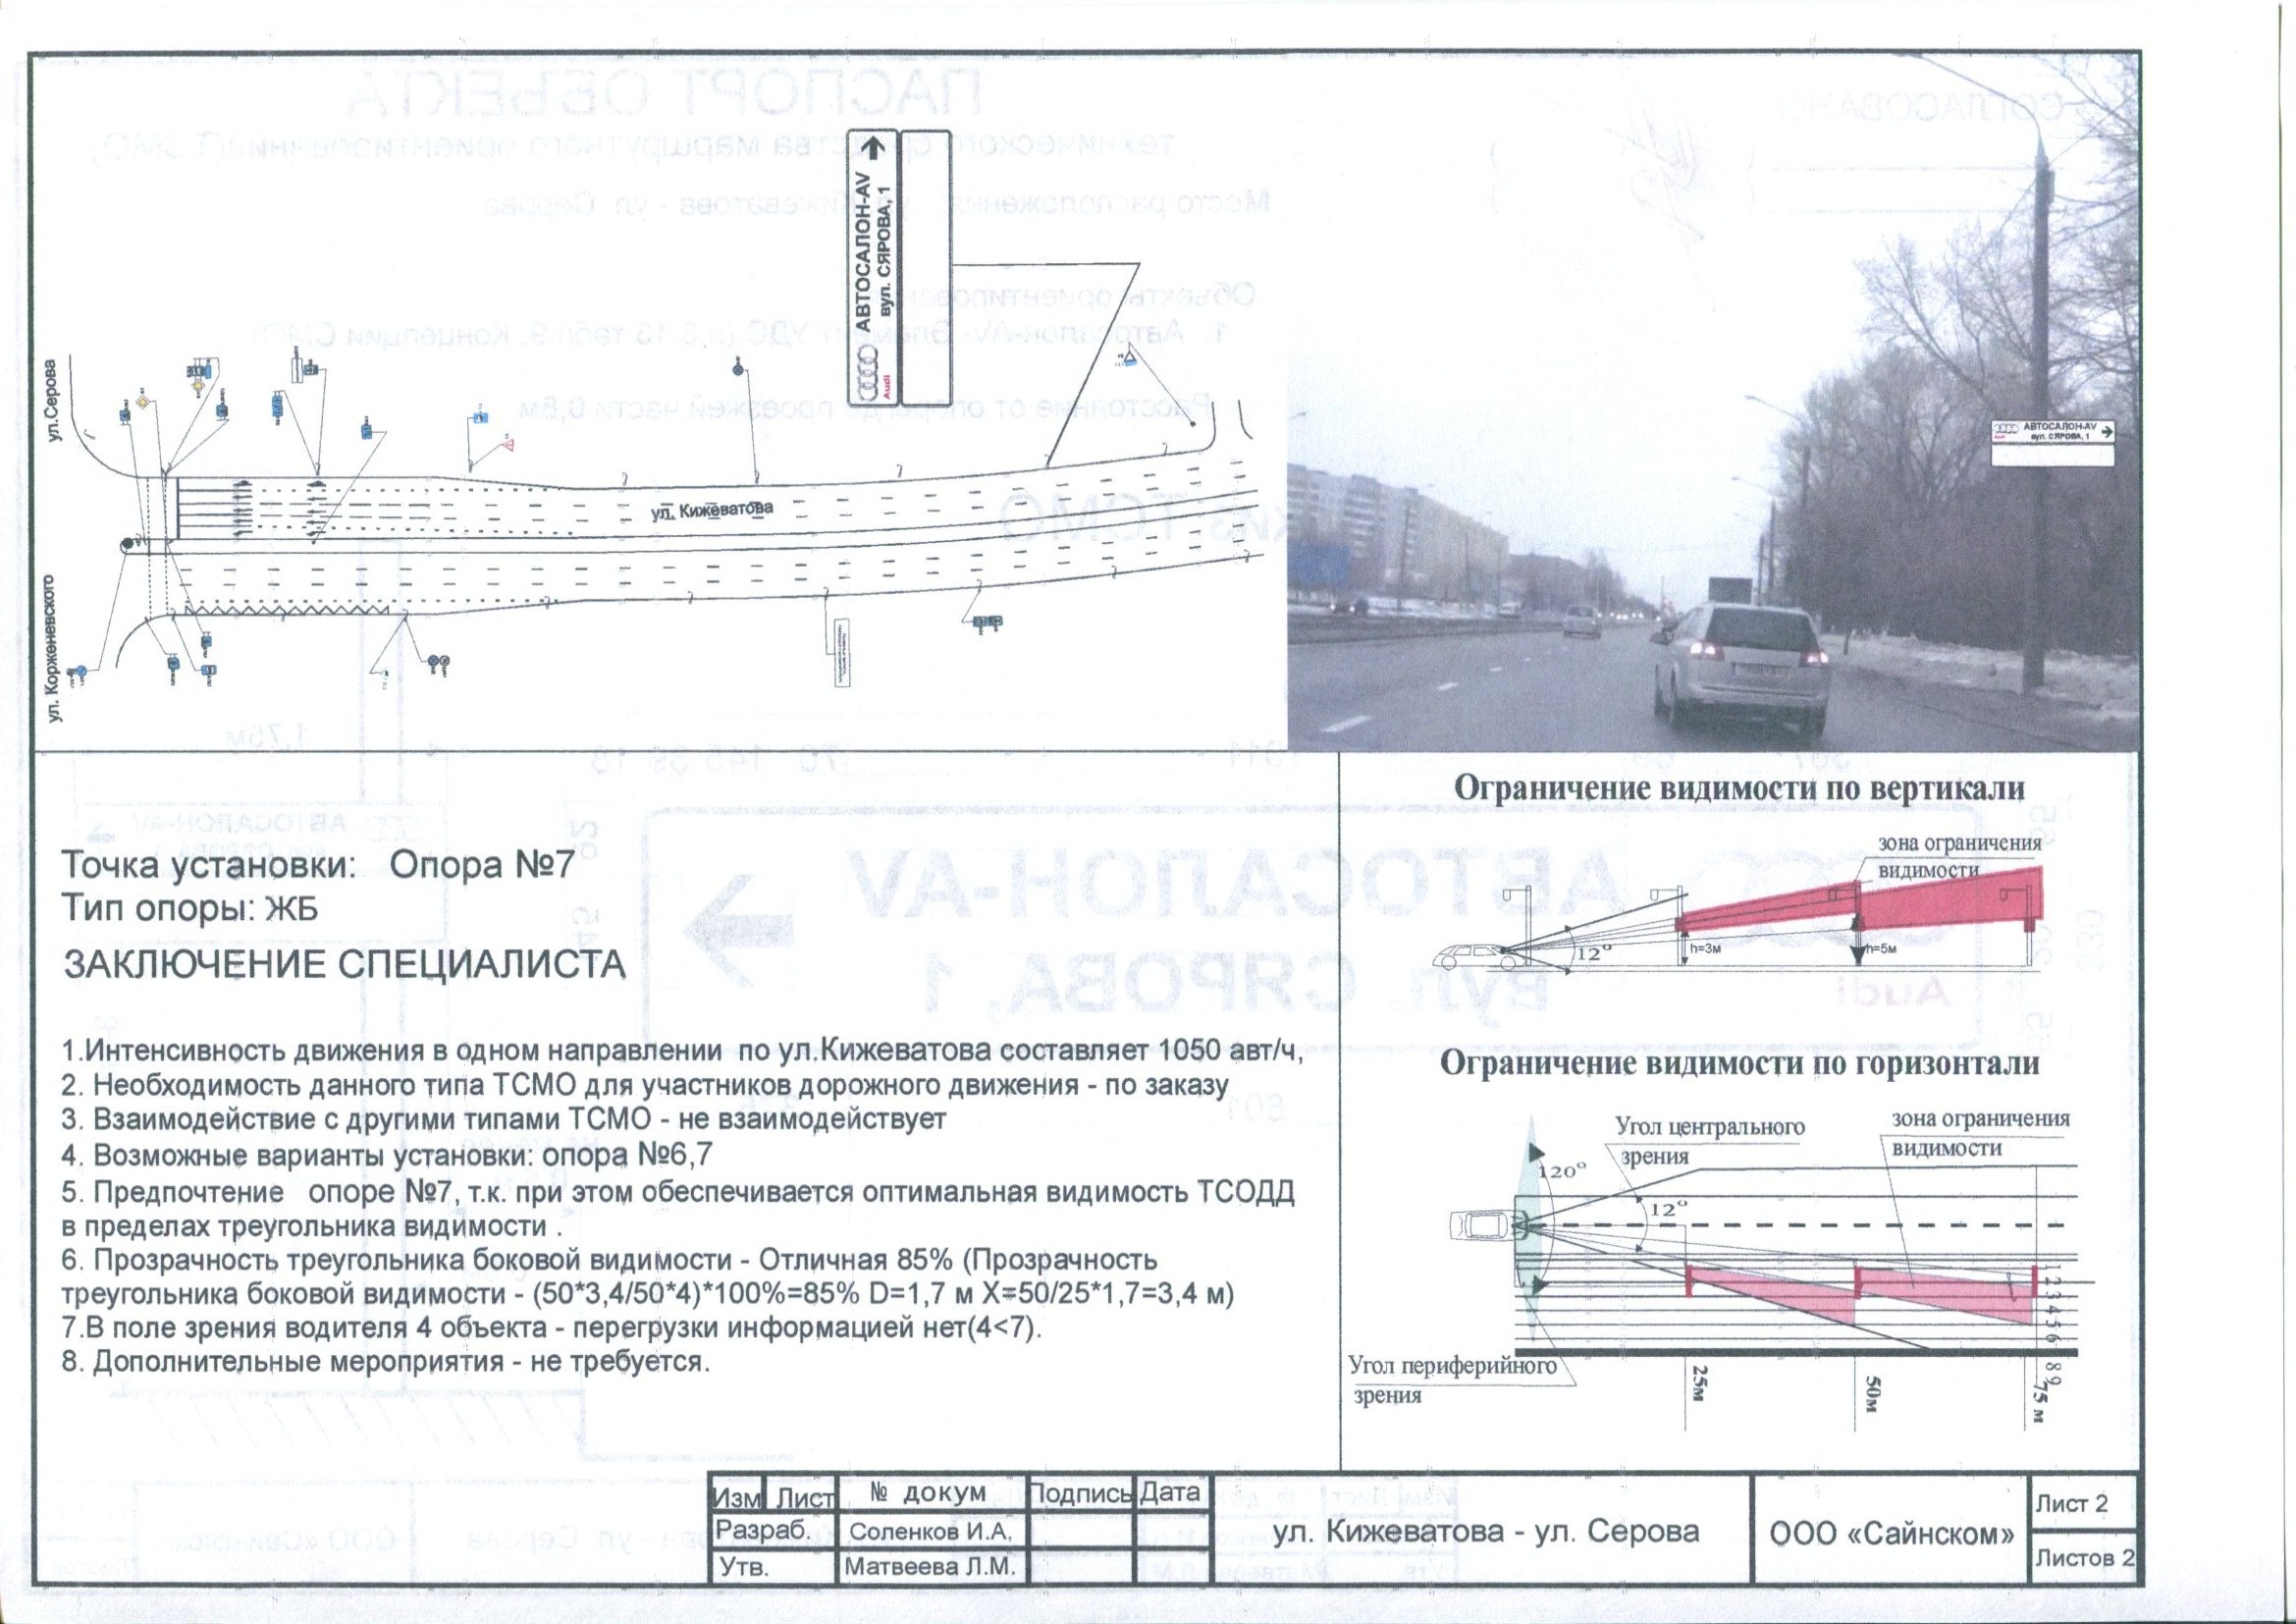 АВТОСАЛОН-AV
вул. СЯРОВА, 1
Audi
ул.Серова
ул. Корженевского
ул. Кижеватова
АВТОСАЛОН-AV
вул. СЯРОВА, 1
Точка установки: Опора №7
Тип опоры: ЖБ
ЗАКЛЮЧЕНИЕ СПЕЦИАЛИСТА
1.Интенсивность движения в одном направлении по ул.Кижеватова составляет 1050 авт/ч,
2. Необходимость данного типа ТСМО для участников дорожного движения - по заказу
3. Взаимодействие с другими типами ТСМО - не взаимодействует
4. Возможные варианты установки: опора №6,7
5. Предпочтение опоре №7, т.к. при этом обеспечивается оптимальная видимость ТСОДД
в пределах треугольника видимости .
6. Прозрачность треугольника боковой видимости - Отличная 85% (Прозрачность
треугольника боковой видимости - (50*3,4/50*4)*100%=85% D=1,7 м X=50/25*1,7=3,4 м)
7.В поле зрения водителя 4 объекта - перегрузки информацией нет(4<7).
8. Дополнительные мероприятия - не требуется.
Ограничение видимости по вертикали
зона ограничения
видимости
12°
h=3м
h=5м
Ограничение видимости по горизонтали
Угол центрального
зрения
зона ограничения
видимости
120°
12°
1 2 3 4 5 6 8 9
Угол периферийного
зрения
25м
50м
75 м
Изм Лист № докум Подпись Дата
Разраб. Соленков И.А.
Утв. Матвеева Л.М.
ул. Кижеватова - ул. Серова
ООО «Сайнском»
Лист 2
Листов 2